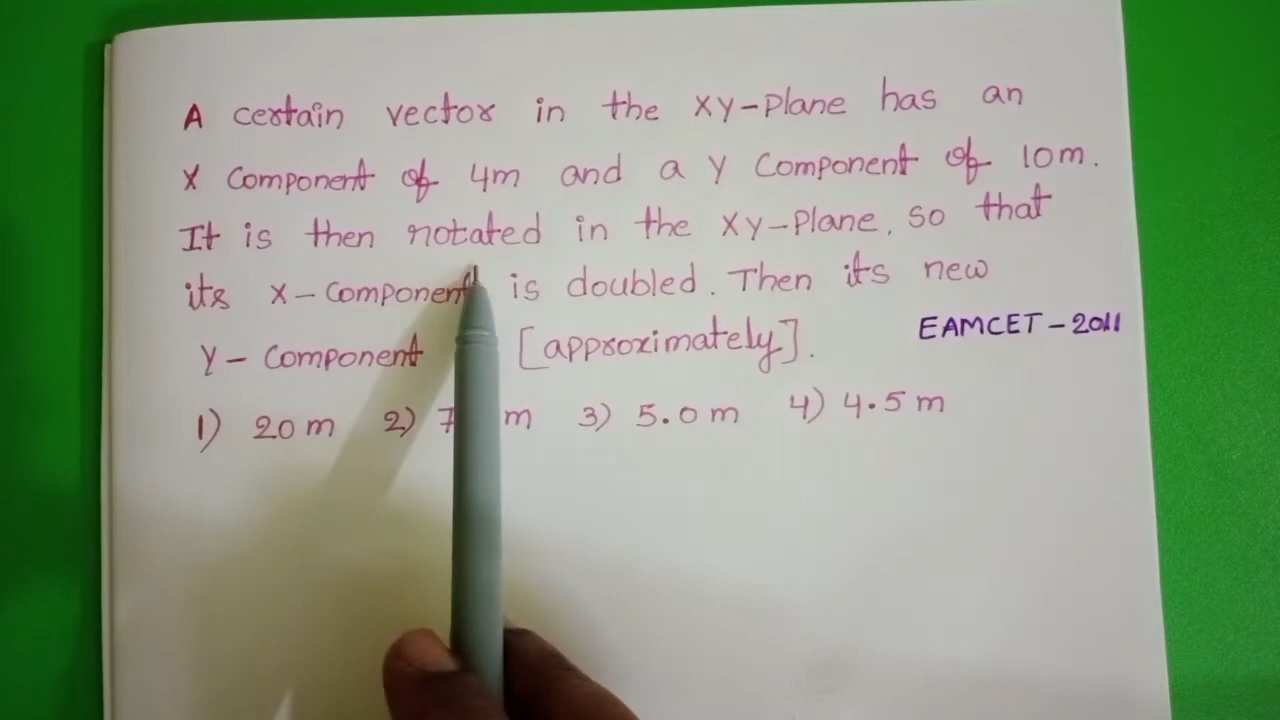 A certain vector in the XY-Plane has an
X component of 4m and a Y component of 10m.
It is then rotated in the XY-Plane, so that
its X-component is doubled. Then its new
Y-component [approximately].
EAMCET-2011
1) 20 m 2) 7 m 3) 5.0 m 4) 4.5 m